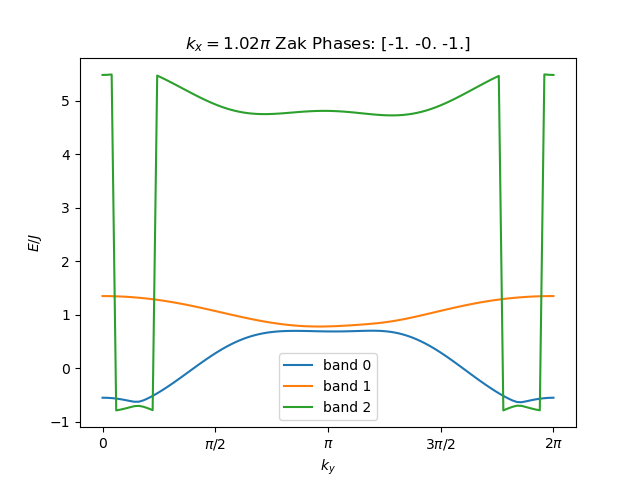 $k_x = 1.02\pi$ Zak Phases: [-1. -0. -1.]
E/J
5
4
3
2
1
0
−1
band 0
band 1
band 2
0 π/2 π 3π/2 2π
$k_y$